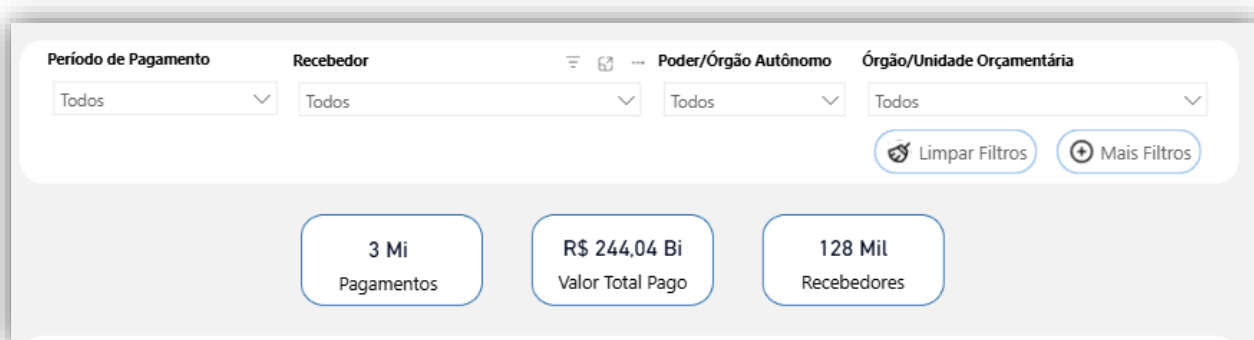 Período de Pagamento Recebedor Poder/Órgão Autônomo Órgão/Unidade Orçamentária
Todos Todos Todos Todos
Limpar Filtros Mais Filtros
3 Mi R$ 244,04 Bi 128 Mil
Pagamentos Valor Total Pago Recebedores